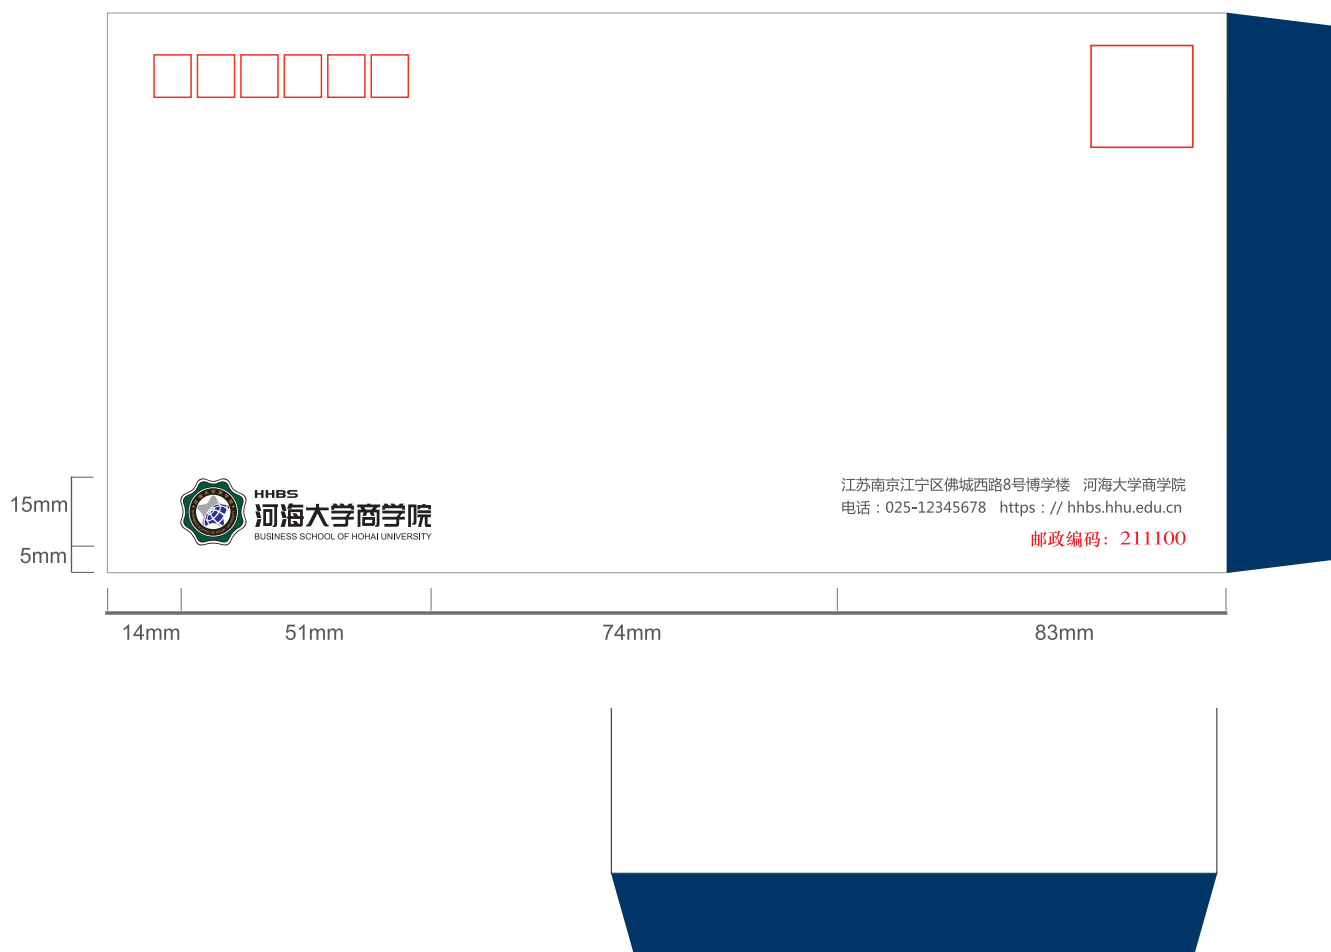 HHBS
河海大学商学院
BUSINESS SCHOOL OF HOHAI UNIVERSITY
江苏南京江宁区佛城西路8号博学楼 河海大学商学院
电话：025-12345678 https：// hhbs.hhu.edu.cn
邮政编码：211100
15mm
5mm
14mm 51mm 74mm 83mm